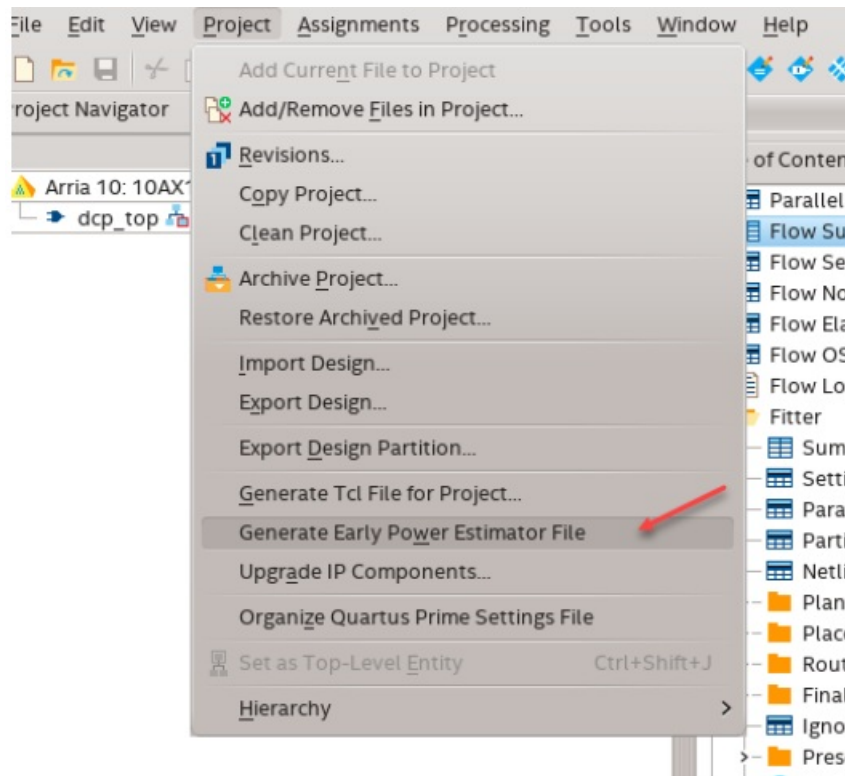 File Edit View Project Assignments Processing Tools Window Help
Project Navigator
Arria 10: 10AX1
dcp_top
Add Current File to Project
Add/Remove Files in Project...
Revisions...
Copy Project...
Clean Project...
Archive Project...
Restore Archived Project...
Import Design...
Export Design...
Export Design Partition...
Generate Tcl File for Project...
Generate Early Power Estimator File
Upgrade IP Components...
Organize Quartus Prime Settings File
Set as Top-Level Entity Ctrl+Shift+J
Hierarchy
of Conten
Parallel
Flow Su
Flow Se
Flow No
Flow Ela
Flow OS
Flow Lo
Fitter
Sum
Setti
Para
Parti
Netli
Plan
Place
Rout
Final
Igno
Pres